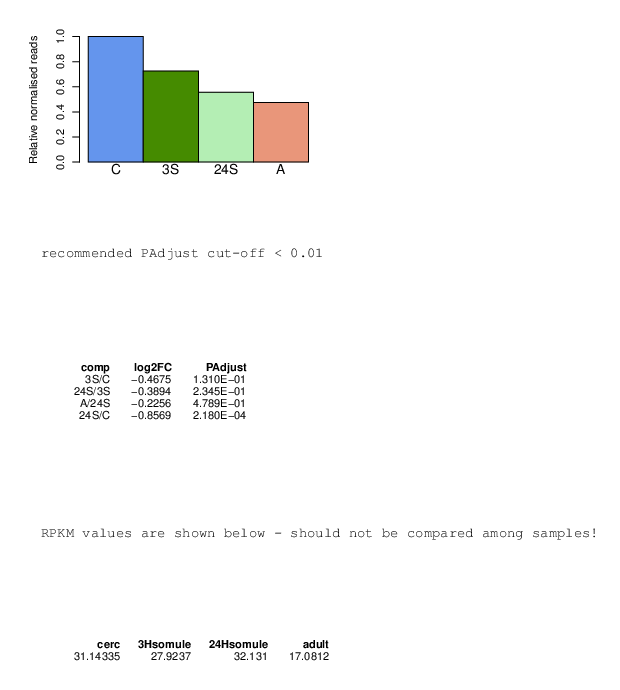 Relative normalised reads
1.0
0.8
0.6
0.4
0.2
0.0
C 3S 24S A
recommended PAdjust cut-off < 0.01
comp log2FC PAdjust
3S/C −0.4675 1.310E−01
24S/3S −0.3894 2.345E−01
A/24S −0.2256 4.789E−01
24S/C −0.8569 2.180E−04
RPKM values are shown below - should not be compared among samples!
cerc 3Hsomule 24Hsomule adult
31.14335 27.9237 32.131 17.0812